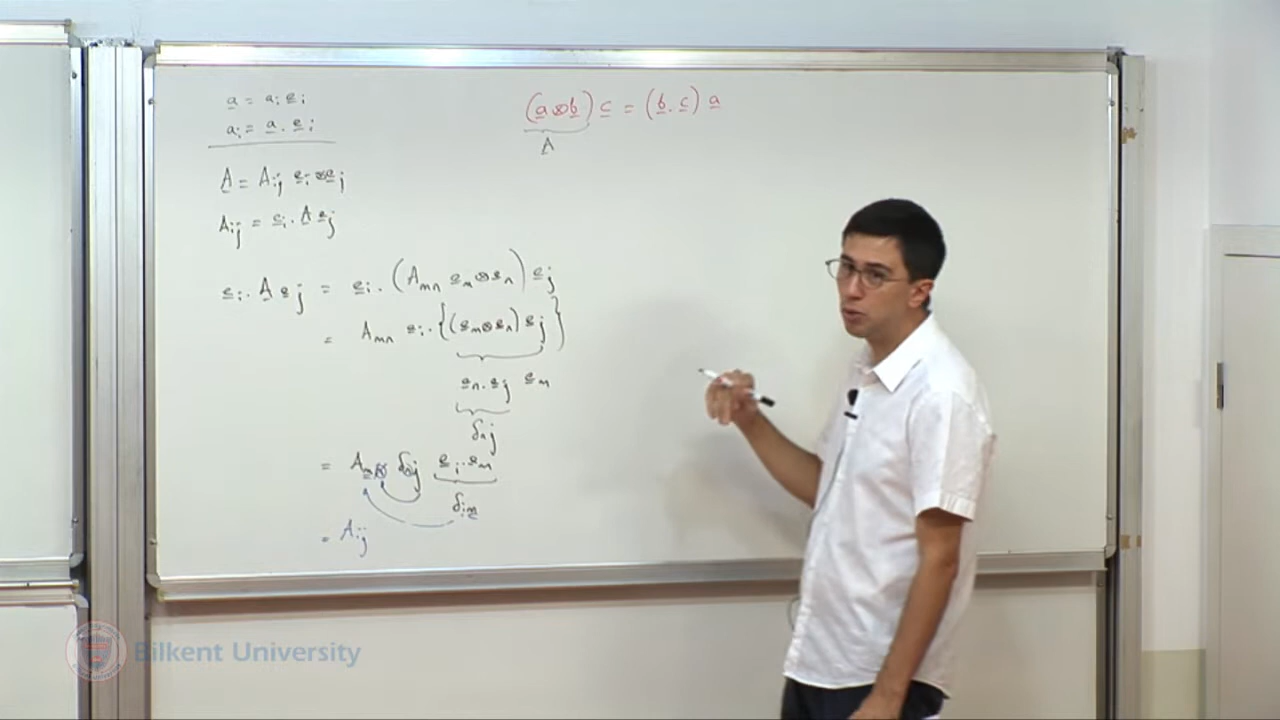 a = aᵢ eᵢ
aᵢ = a . eᵢ
A = Aᵢⱼ eᵢ⊗eⱼ
Aᵢⱼ = eᵢ . A eⱼ
(a⊗b) c = (b . c) a
A
eᵢ . A eⱼ = eᵢ . (Aₘₙ eₘ⊗eₙ) eⱼ
= Aₘₙ eᵢ . {(eₘ⊗eₙ) eⱼ}
eₙ . eⱼ eₘ
δₙⱼ
= Aₘₙ δₙⱼ eᵢ . eₘ
δᵢₘ
= Aᵢⱼ
Bilkent University